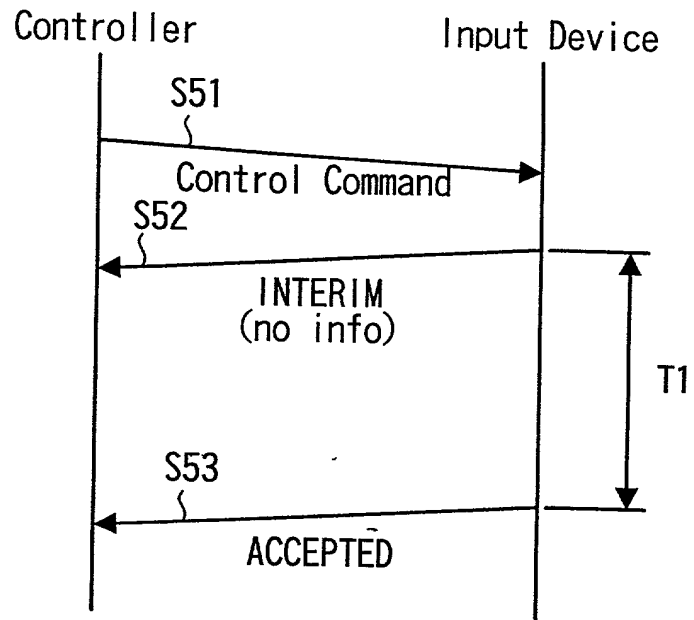 Controller
Input Device
S51
Control Command
S52
INTERIM
(no info)
T1
S53
ACCEPTED